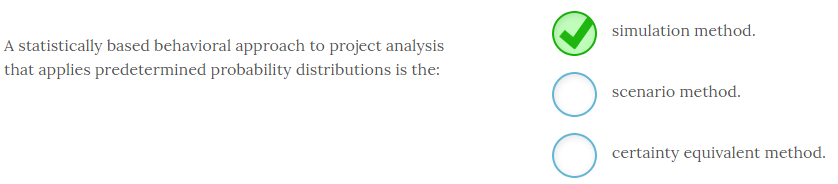 A statistically based behavioral approach to project analysis
that applies predetermined probability distributions is the:
simulation method.
scenario method.
certainty equivalent method.